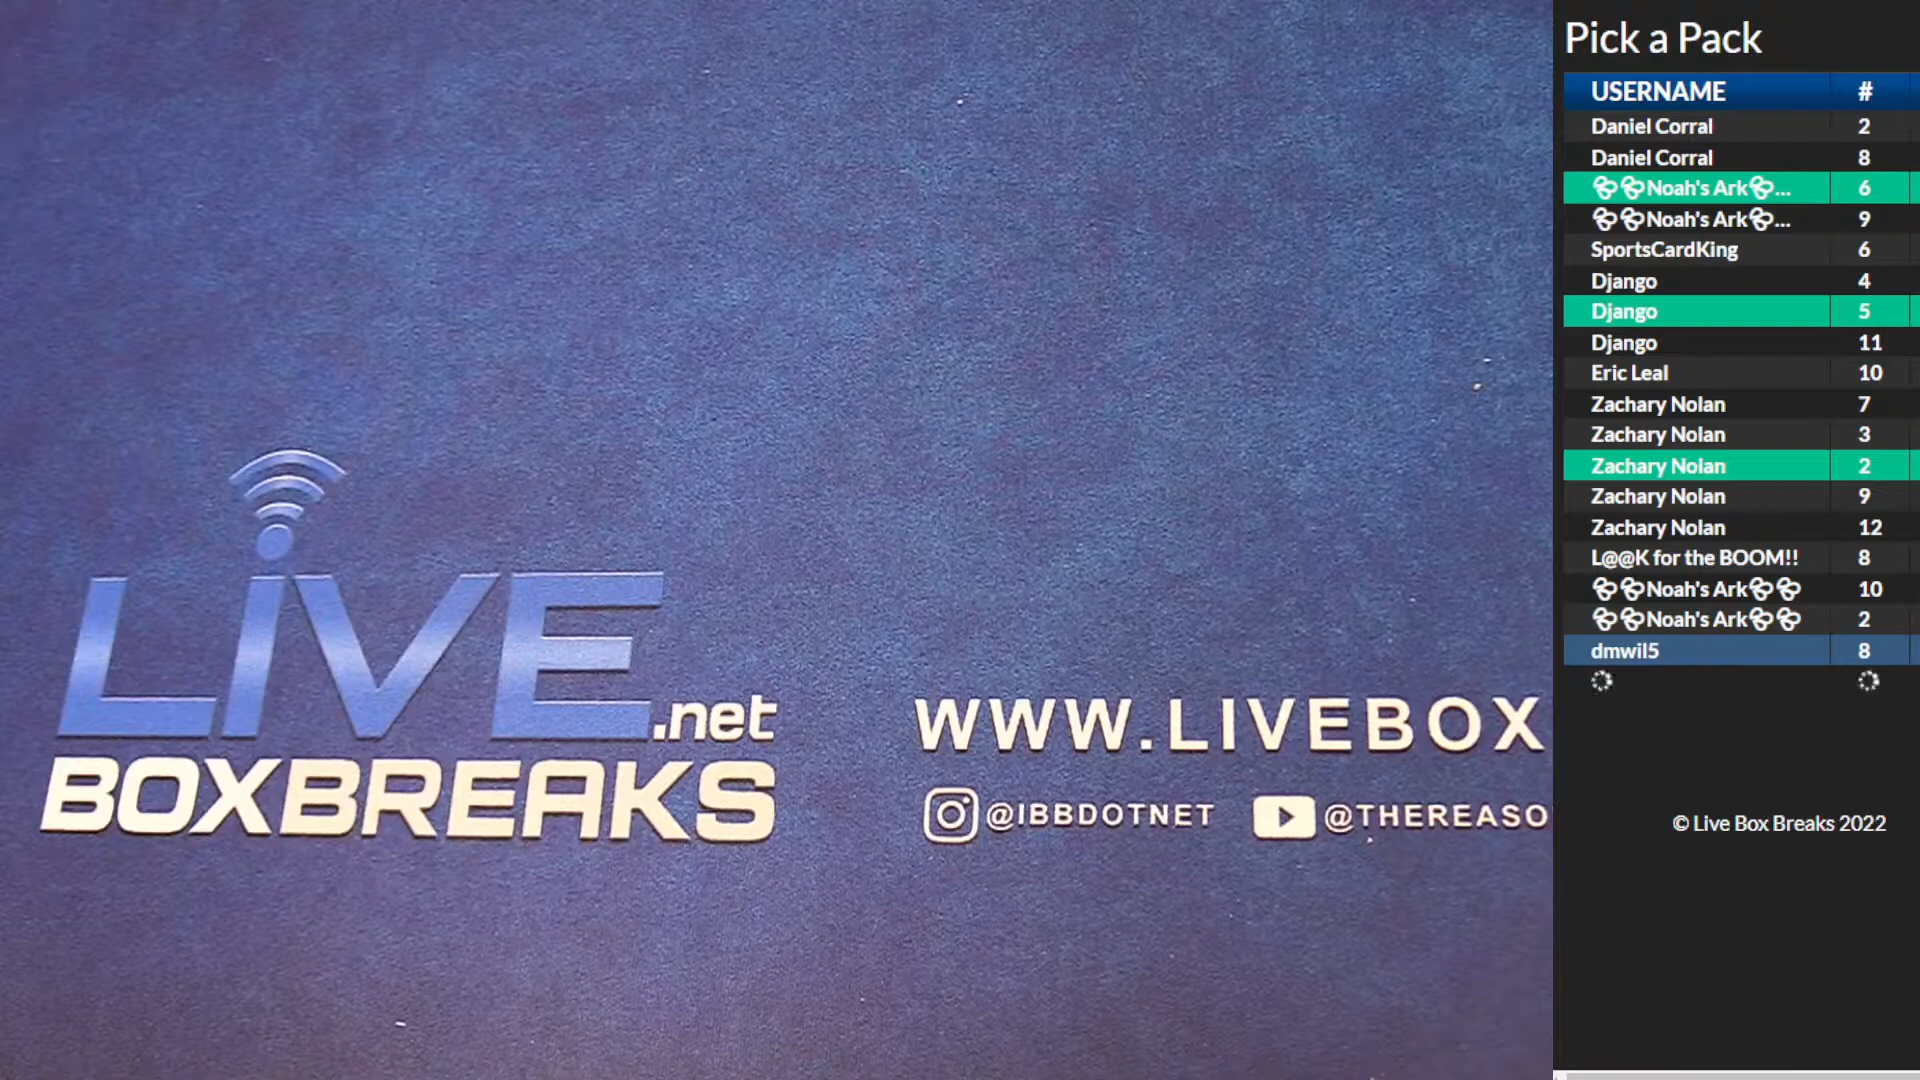 Pick a Pack
USERNAME #
Daniel Corral 2
Daniel Corral 8
Noah's Ark... 6
Noah's Ark... 9
SportsCardKing 6
Django 4
Django 5
Django 11
Eric Leal 10
Zachary Nolan 7
Zachary Nolan 3
Zachary Nolan 2
Zachary Nolan 9
Zachary Nolan 12
L@@K for the BOOM!! 8
Noah's Ark 10
Noah's Ark 2
dmwil5 8
© Live Box Breaks 2022
LIVE.net
BOXBREAKS
WWW.LIVEBOX
@IBBDOTNET @THEREASO